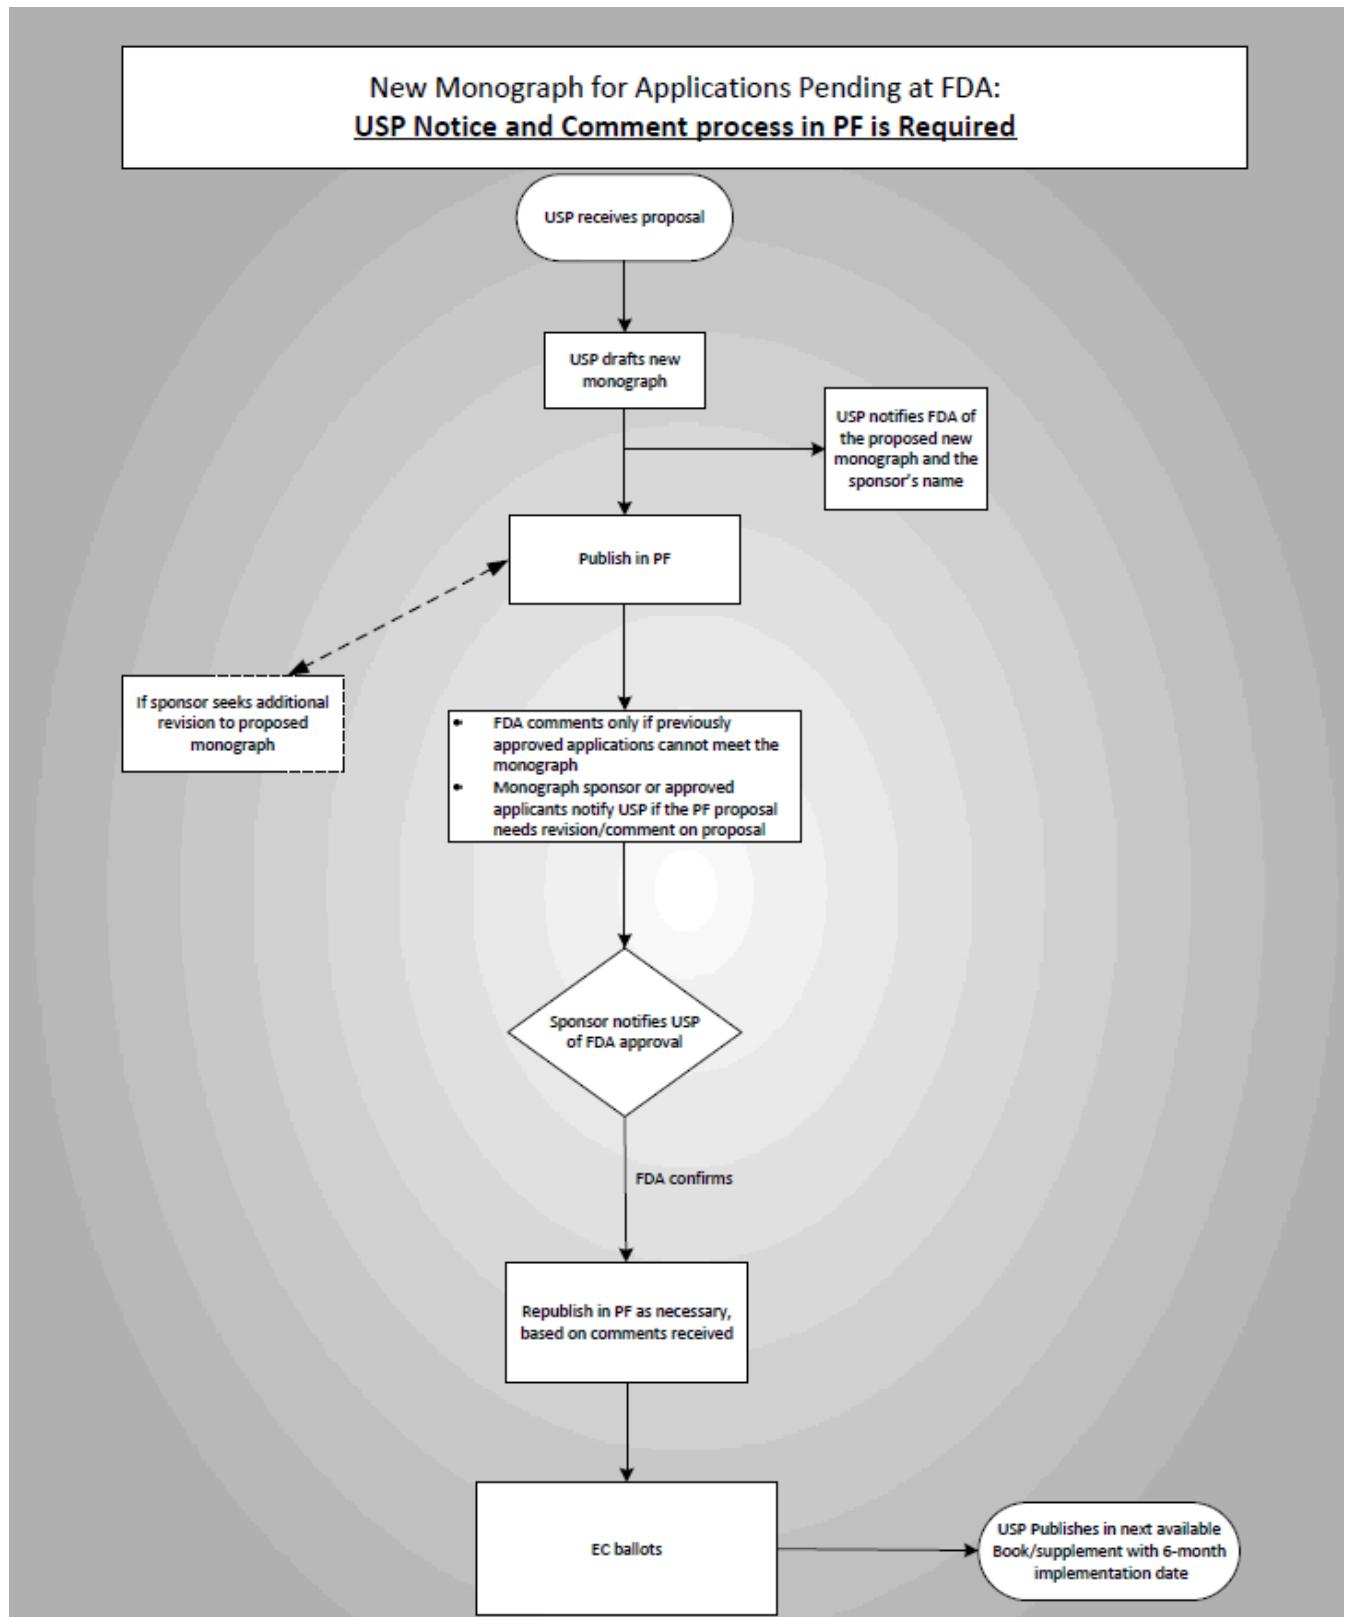 New Monograph for Applications Pending at FDA:
USP Notice and Comment process in PF is Required
USP receives proposal
USP drafts new
monograph
USP notifies FDA of
the proposed new
monograph and the
sponsor's name
Publish in PF
If sponsor seeks additional
revision to proposed
monograph
• FDA comments only if previously
approved applications cannot meet the
monograph
• Monograph sponsor or approved
applicants notify USP if the PF proposal
needs revision/comment on proposal
Sponsor notifies USP
of FDA approval
FDA confirms
Republish in PF as necessary,
based on comments received
EC ballots
USP Publishes in next available
Book/supplement with 6-month
implementation date